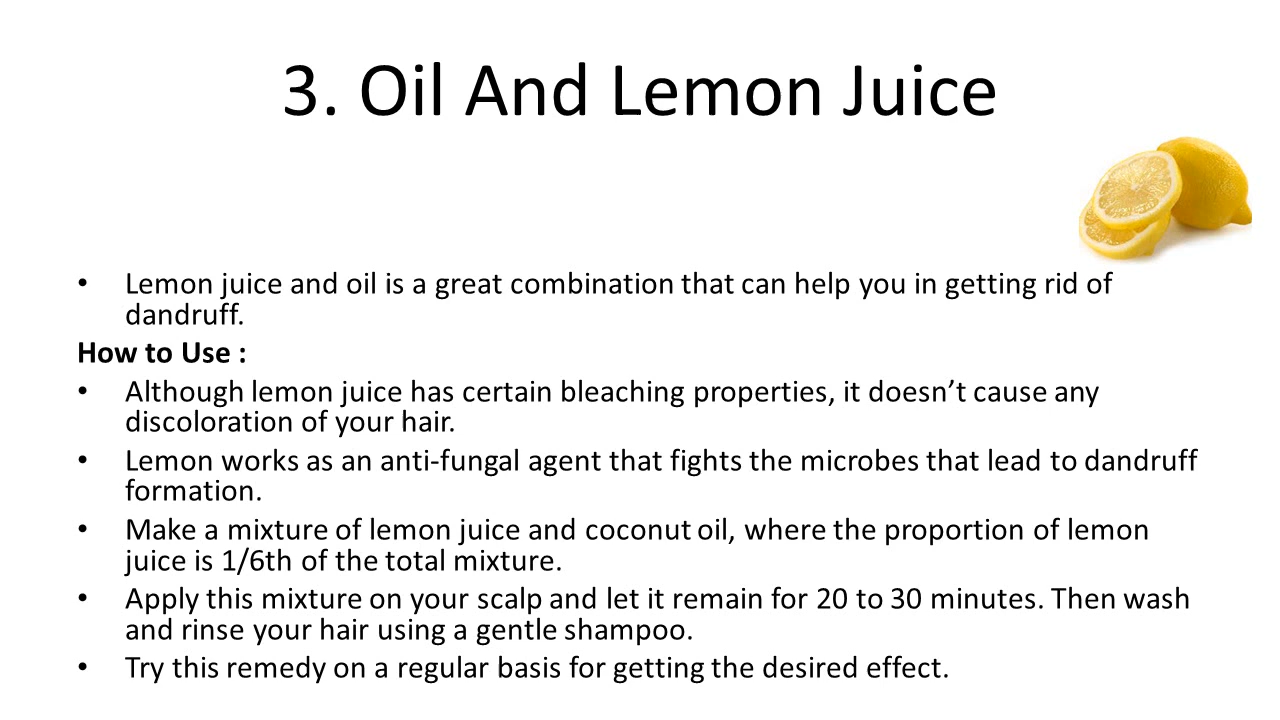 3. Oil And Lemon Juice
• Lemon juice and oil is a great combination that can help you in getting rid of
dandruff.
How to Use :
• Although lemon juice has certain bleaching properties, it doesn’t cause any
discoloration of your hair.
• Lemon works as an anti-fungal agent that fights the microbes that lead to dandruff
formation.
• Make a mixture of lemon juice and coconut oil, where the proportion of lemon
juice is 1/6th of the total mixture.
• Apply this mixture on your scalp and let it remain for 20 to 30 minutes. Then wash
and rinse your hair using a gentle shampoo.
• Try this remedy on a regular basis for getting the desired effect.